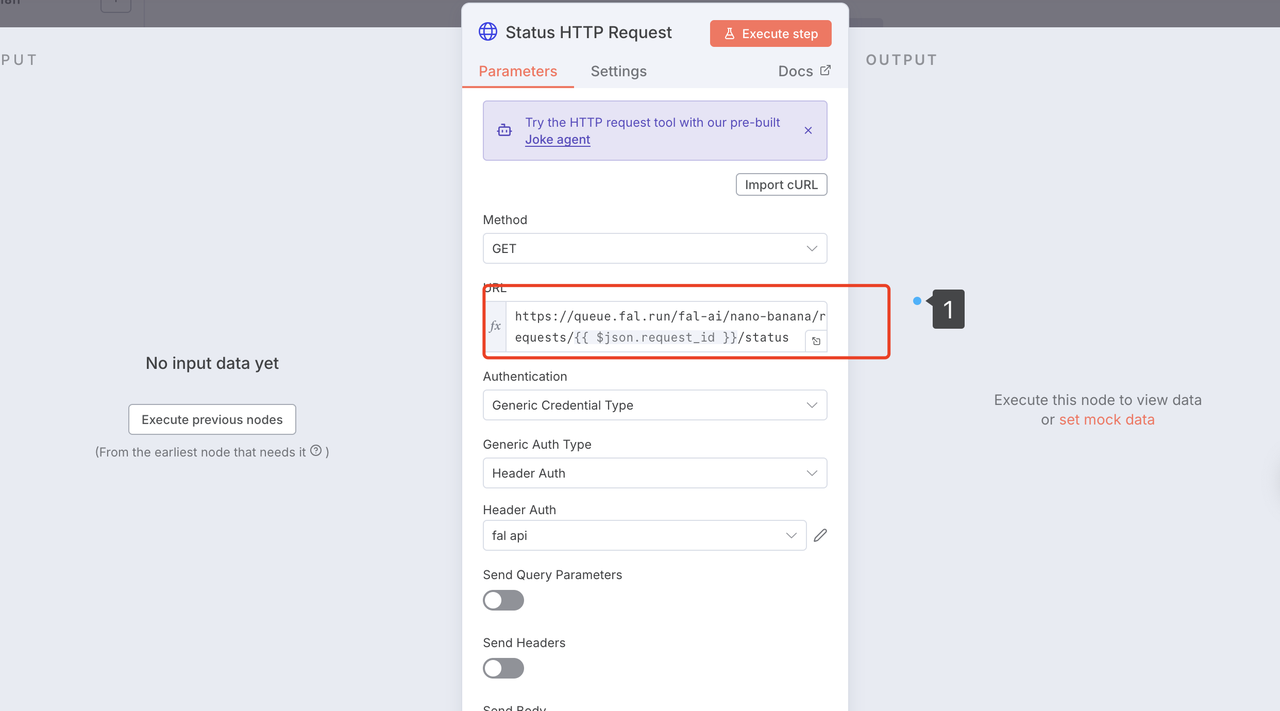 PUT
Status HTTP Request
Execute step
Parameters
Settings
Docs
OUTPUT
Try the HTTP request tool with our pre-built
Joke agent
Import cURL
Method
GET
URL
fx
https://queue.fal.run/fal-ai/nano-banana/r
equests/{{ $json.request_id }}/status
1
No input data yet
Execute previous nodes
(From the earliest node that needs it ? )
Authentication
Generic Credential Type
Generic Auth Type
Header Auth
Header Auth
fal api
Send Query Parameters
Send Headers
Send Body
Execute this node to view data
or set mock data